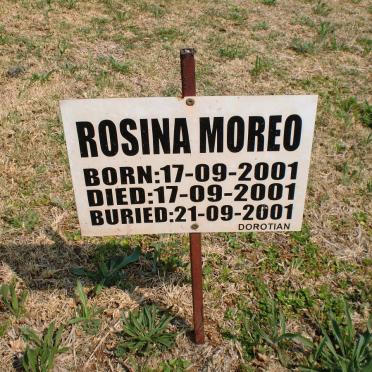 ROSINA MOREO
BORN:17-09-2001
DIED:17-09-2001
BURIED:21-09-2001
DOROTIAN